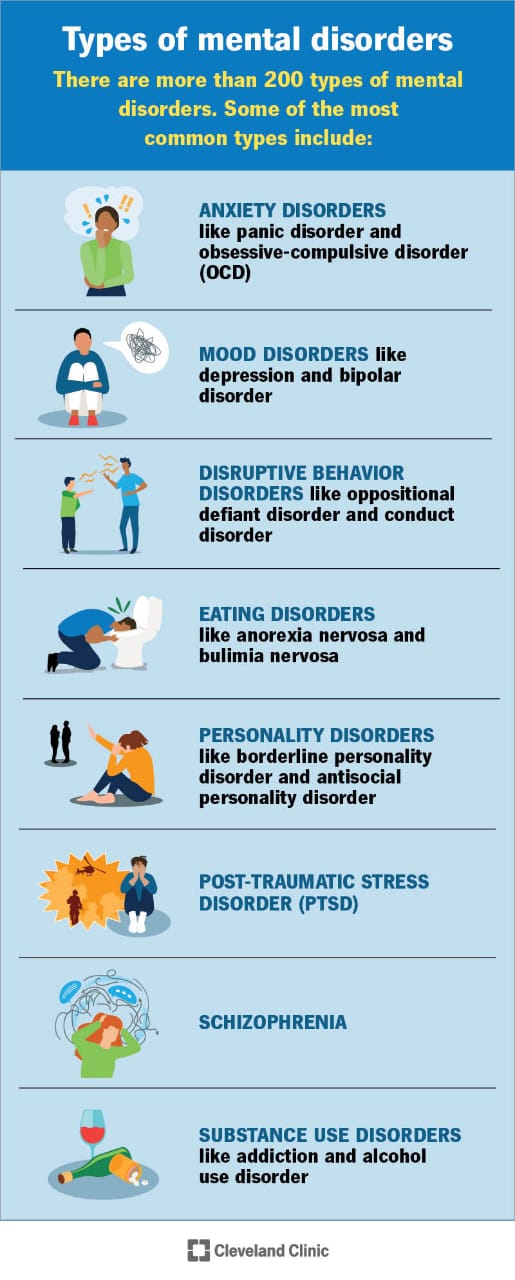 Types of mental disorders
There are more than 200 types of mental
disorders. Some of the most
common types include:
ANXIETY DISORDERS
like panic disorder and
obsessive-compulsive disorder
(OCD)
MOOD DISORDERS like
depression and bipolar
disorder
DISRUPTIVE BEHAVIOR
DISORDERS like oppositional
defiant disorder and conduct
disorder
EATING DISORDERS
like anorexia nervosa and
bulimia nervosa
PERSONALITY DISORDERS
like borderline personality
disorder and antisocial
personality disorder
POST-TRAUMATIC STRESS
DISORDER (PTSD)
SCHIZOPHRENIA
SUBSTANCE USE DISORDERS
like addiction and alcohol
use disorder
Cleveland Clinic